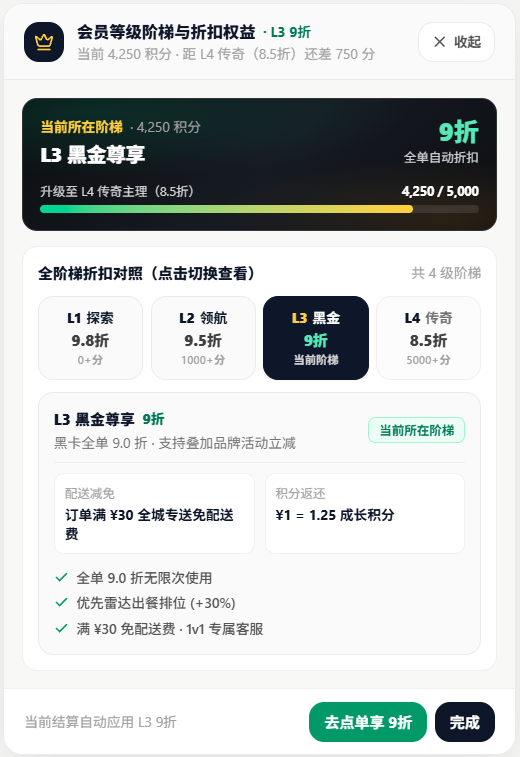 会员等级阶梯与折扣权益 · L3 9折
当前 4,250 积分 · 距 L4 传奇（8.5折）还差 750 分
收起
当前所在阶梯 · 4,250 积分
9折
L3 黑金尊享
全单自动折扣
升级至 L4 传奇主理（8.5折）
4,250 / 5,000
全阶梯折扣对照（点击切换查看）
共 4 级阶梯
L1 探索
9.8折
0+分
L2 领航
9.5折
1000+分
L3 黑金
9折
当前阶梯
L4 传奇
8.5折
5000+分
L3 黑金尊享 9折
黑卡全单 9.0 折 · 支持叠加品牌活动立减
当前所在阶梯
配送减免
订单满 ¥30 全城专送免配送
费
积分返还
¥1 = 1.25 成长积分
全单 9.0 折无限次使用
优先雷达出餐排位 (+30%)
满 ¥30 免配送费 · 1v1 专属客服
当前结算自动应用 L3 9折
去点单享 9折
完成